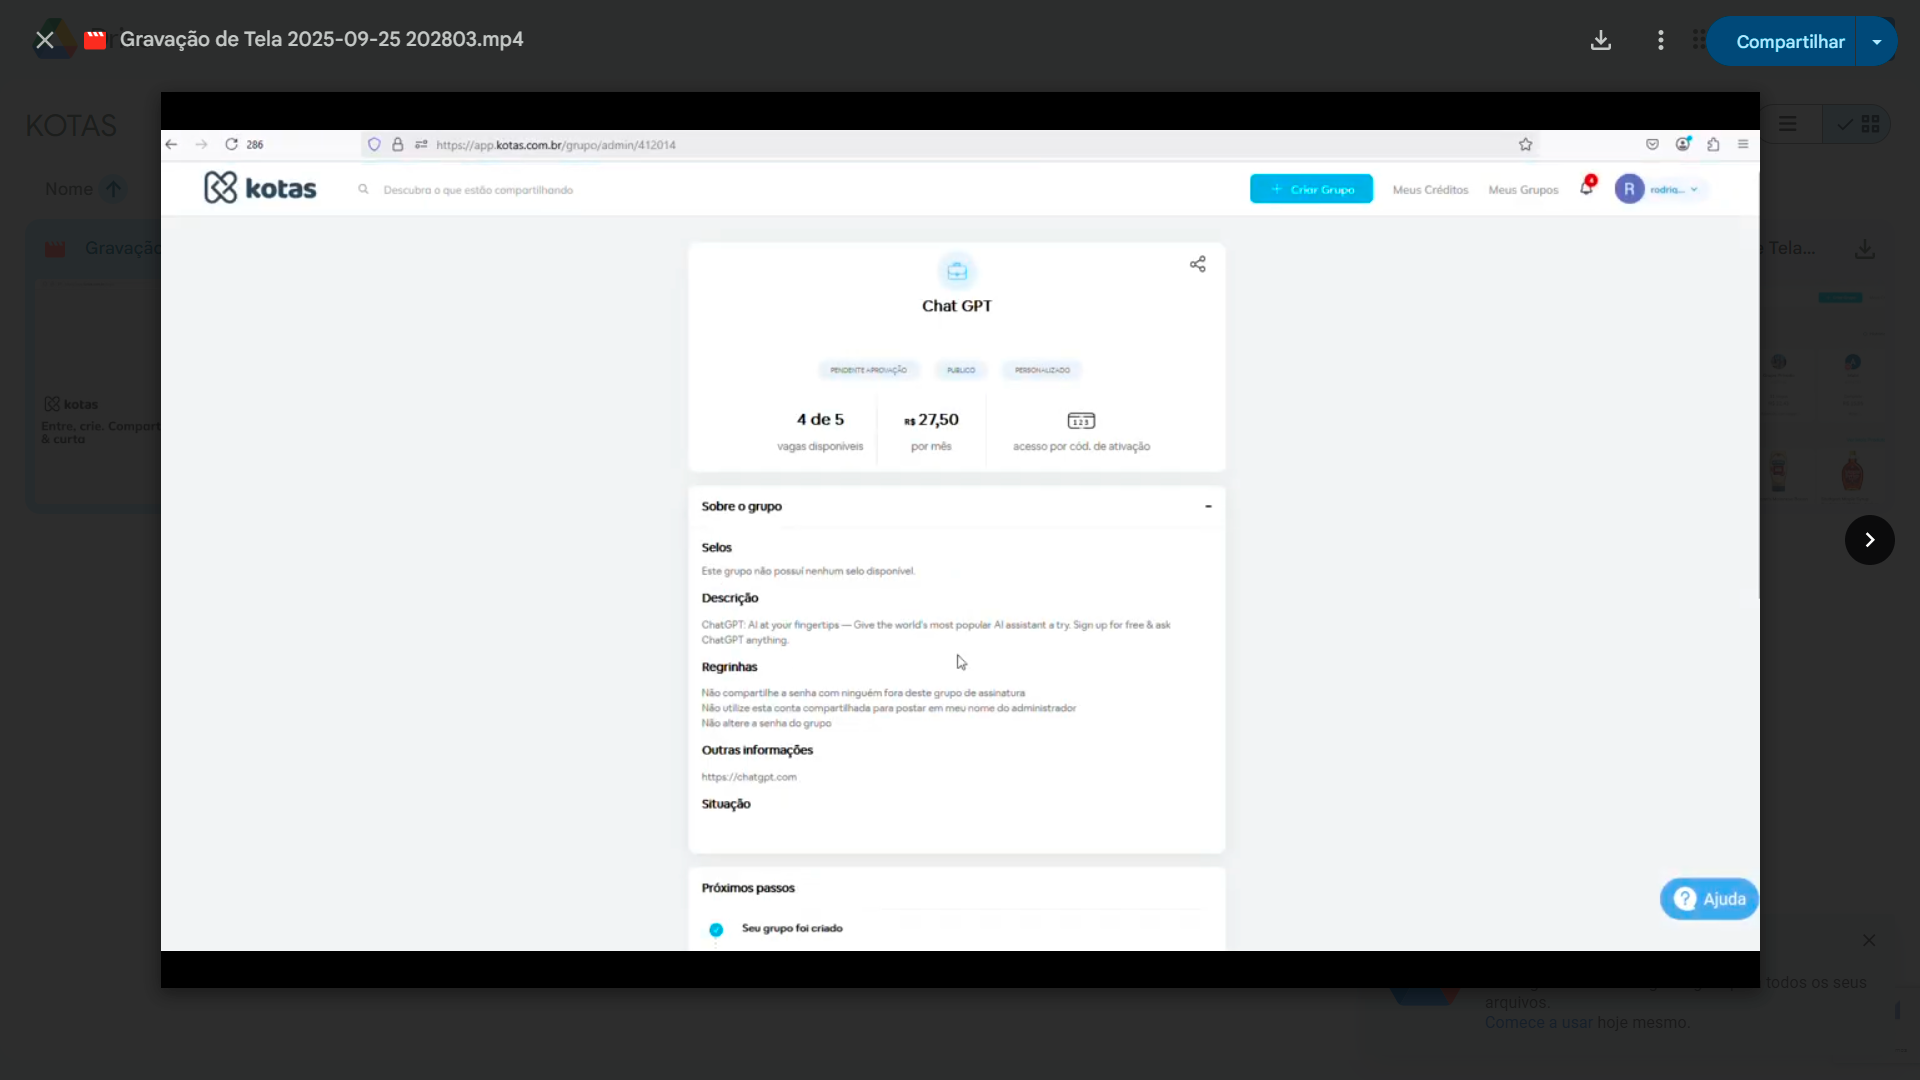 Gravação de Tela 2025-09-25 202803.mp4
Compartilhar
KOTAS
Nome
Gravação
Tela...
286
https://app.kotas.com.br/grupo/admin/412014
kotas
Descubra o que estão compartilhando
+ Criar Grupo
Meus Créditos
Meus Grupos
4
R
rodrig...
Chat GPT
PENDENTE APROVAÇÃO
PUBLICO
PERSONALIZADO
4 de 5
vagas disponíveis
R$ 27,50
por mês
123
acesso por cód. de ativação
Sobre o grupo
Selos
Este grupo não possuí nenhum selo disponível.
Descrição
ChatGPT: AI at your fingertips — Give the world's most popular AI assistant a try. Sign up for free & ask
ChatGPT anything.
Regrinhas
Não compartilhe a senha com ninguém fora deste grupo de assinatura
Não utilize esta conta compartilhada para postar em meu nome do administrador
Não altere a senha do grupo
Outras informações
https://chatgpt.com
Situação
Próximos passos
Seu grupo foi criado
? Ajuda
kotas
Entre, crie. Compart
& curta
todos os seus
arquivos.
Comece a usar hoje mesmo.